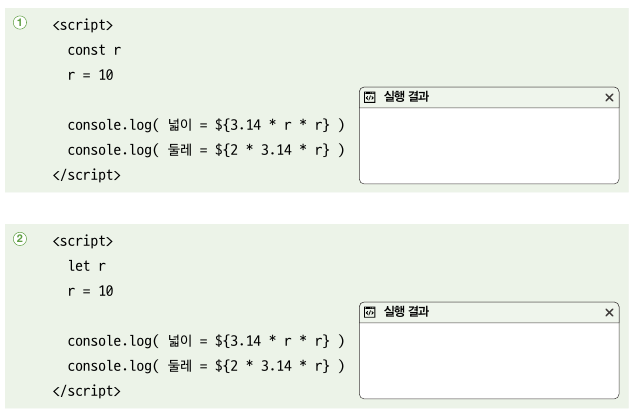 ① <script>
const r
r = 10
실행 결과
console.log( 넓이 = ${3.14 * r * r} )
console.log( 둘레 = ${2 * 3.14 * r} )
</script>
② <script>
let r
r = 10
실행 결과
console.log( 넓이 = ${3.14 * r * r} )
console.log( 둘레 = ${2 * 3.14 * r} )
</script>